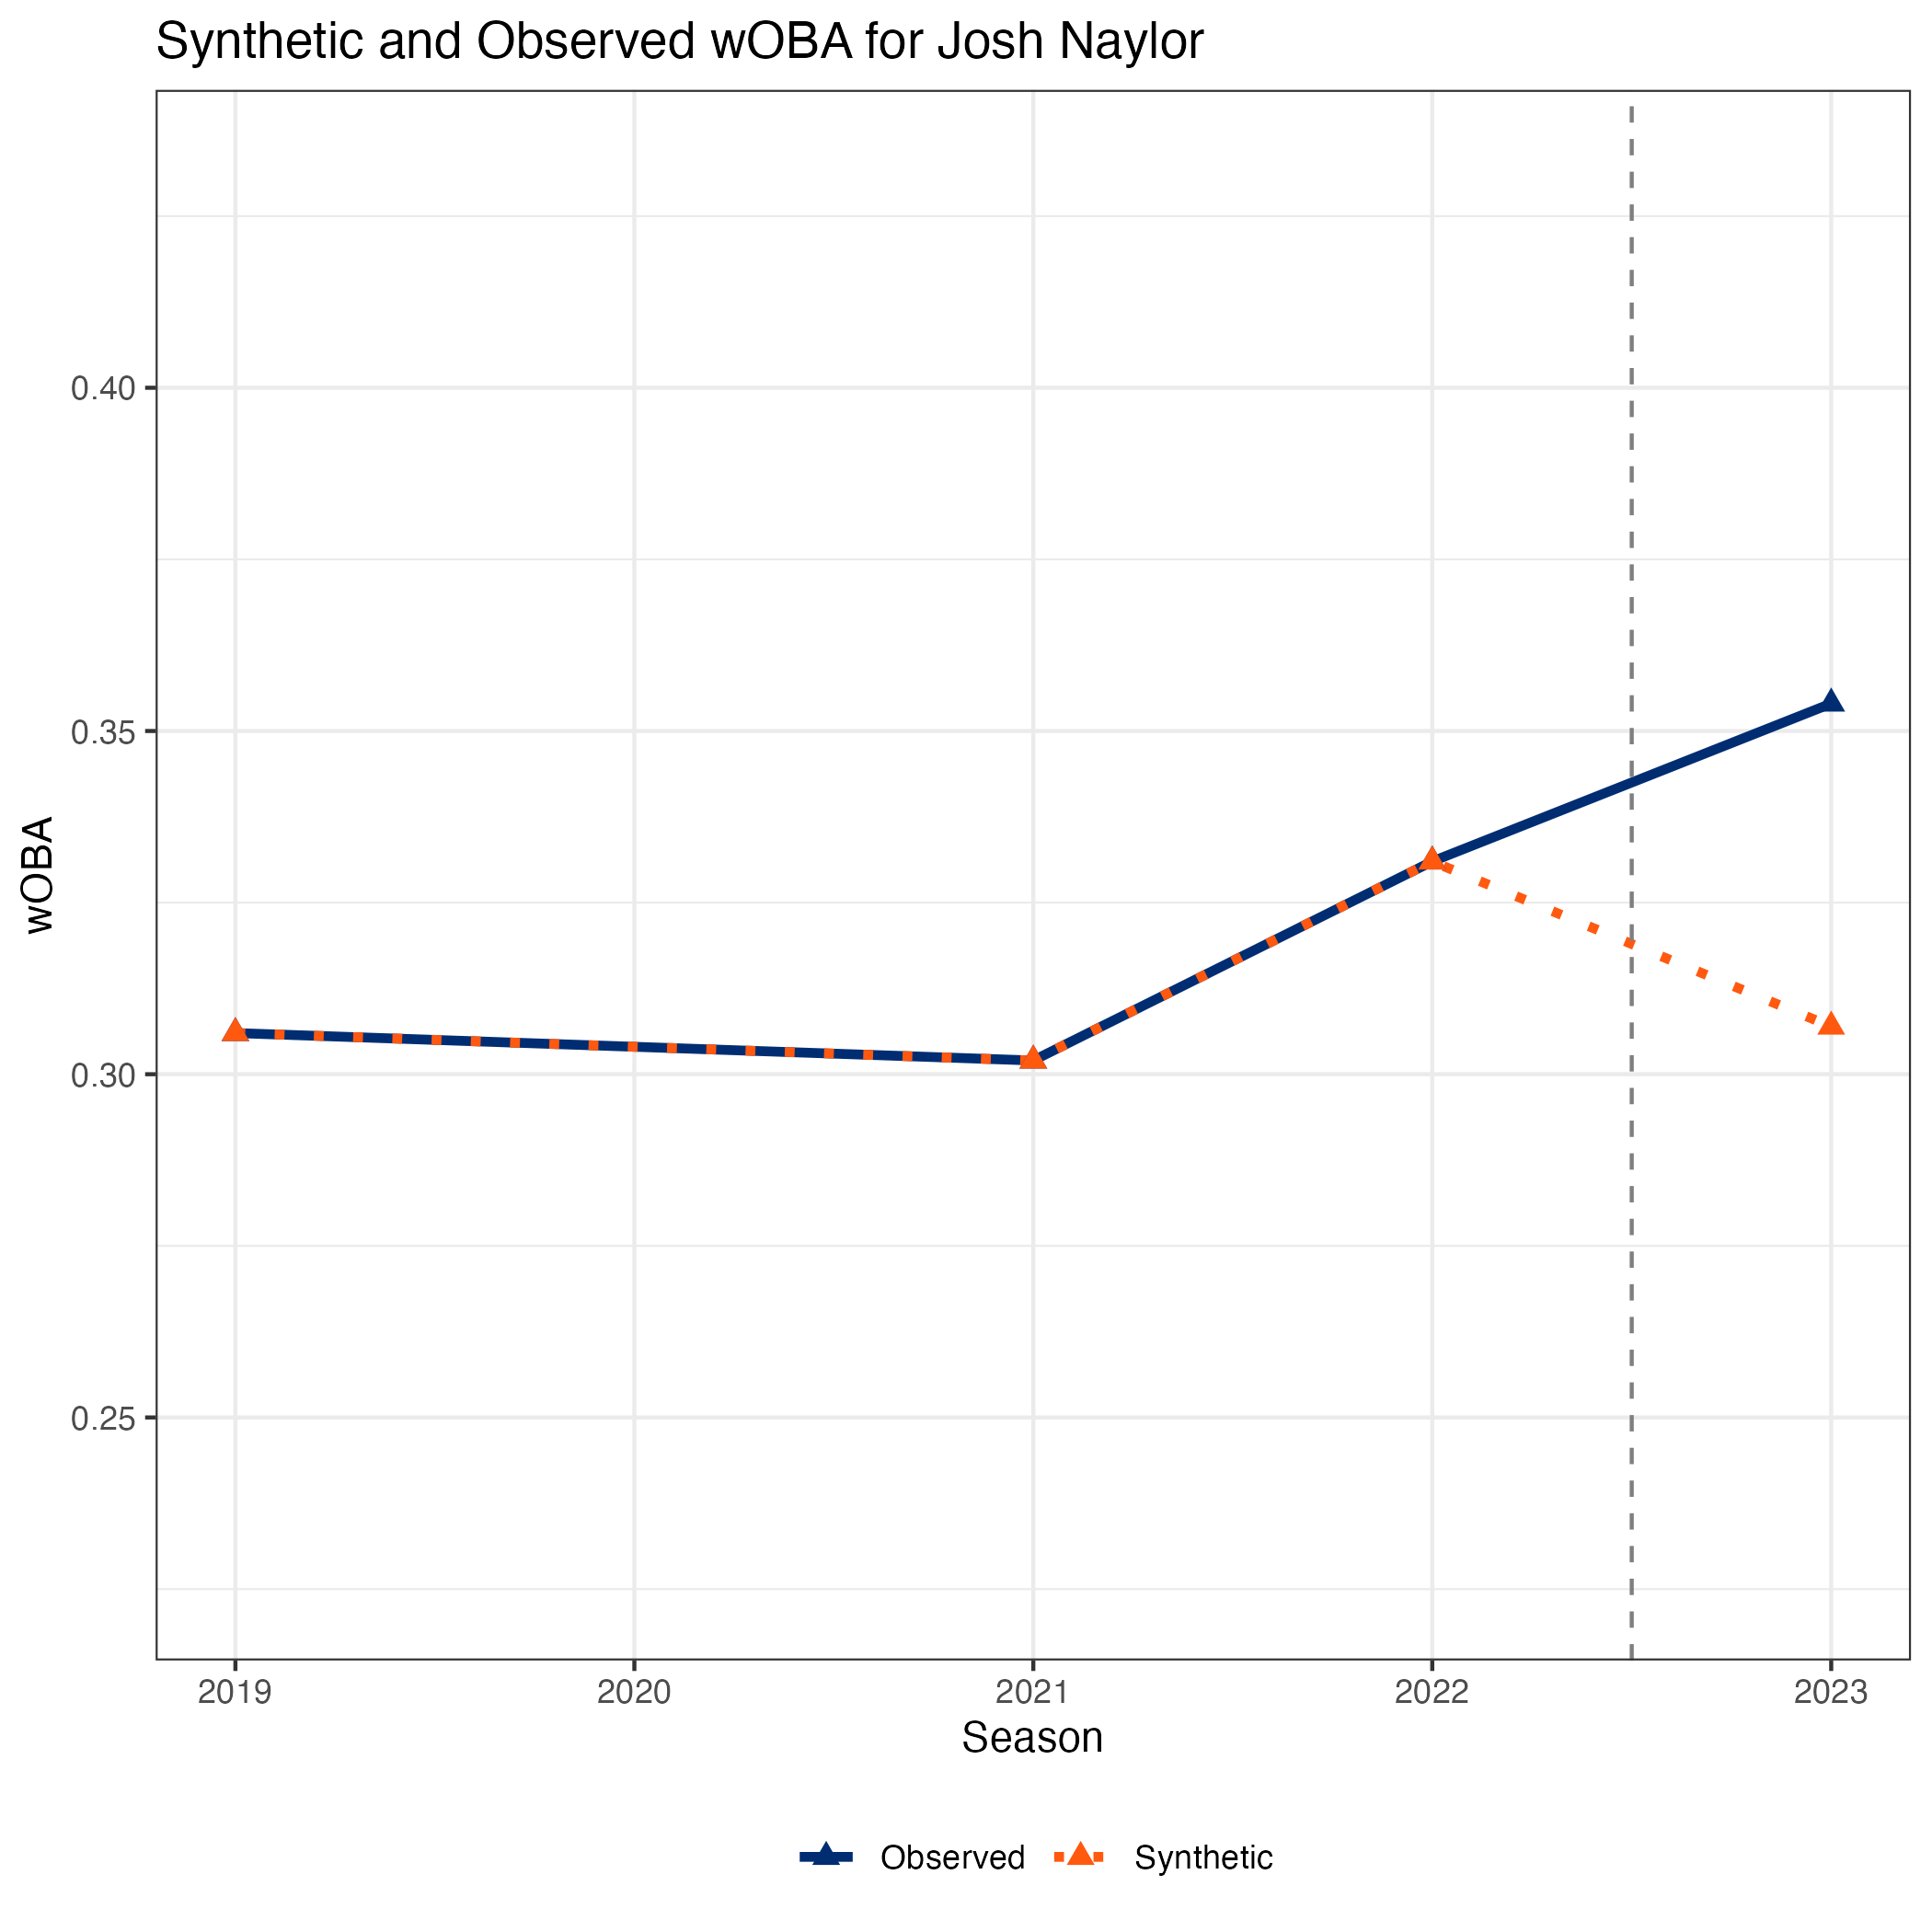 Synthetic and Observed wOBA for Josh Naylor
0.40
0.35
0.30
0.25
wOBA
2019 2020 2021 2022 2023
Season
Observed Synthetic